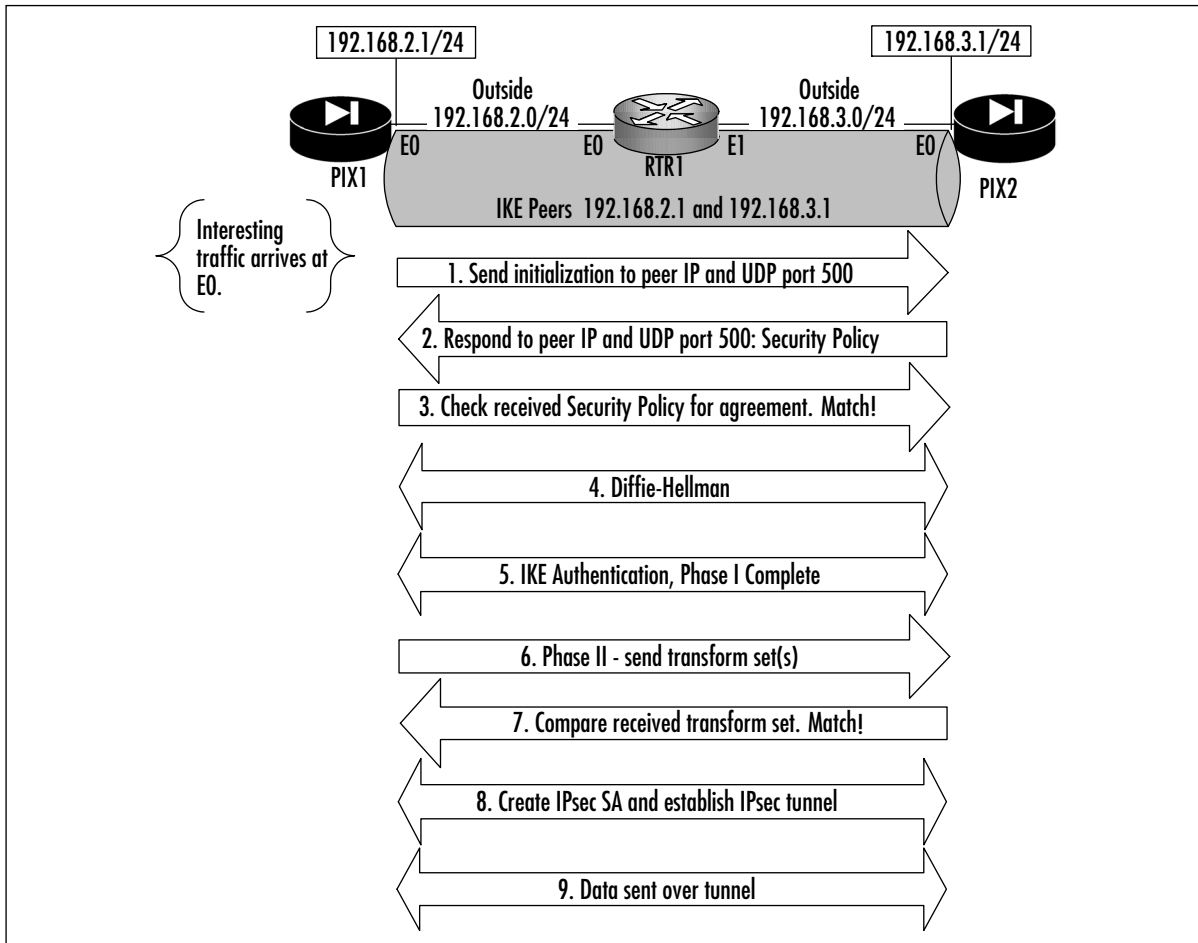 192.168.2.1/24
192.168.3.1/24
Outside
192.168.2.0/24
Outside
192.168.3.0/24
E0
E0
E1
E0
PIX1
RTR1
PIX2
IKE Peers 192.168.2.1 and 192.168.3.1
Interesting
traffic arrives at
E0.
1. Send initialization to peer IP and UDP port 500
2. Respond to peer IP and UDP port 500: Security Policy
3. Check received Security Policy for agreement. Match!
4. Diffie-Hellman
5. IKE Authentication, Phase I Complete
6. Phase II - send transform set(s)
7. Compare received transform set. Match!
8. Create IPsec SA and establish IPsec tunnel
9. Data sent over tunnel